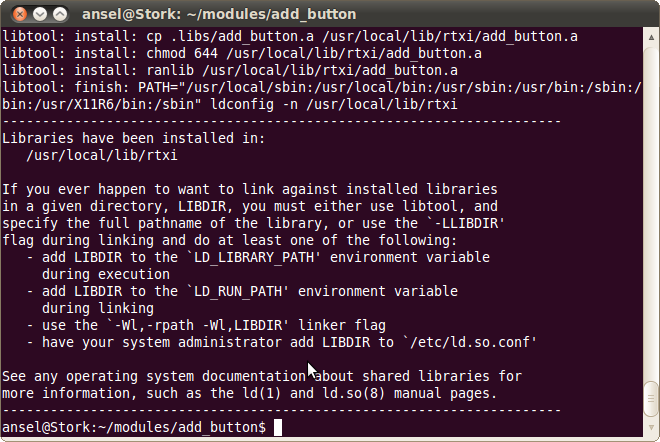 ansel@Stork: ~/modules/add_button
libtool: install: cp .libs/add_button.a /usr/local/lib/rtxi/add_button.a
libtool: install: chmod 644 /usr/local/lib/rtxi/add_button.a
libtool: install: ranlib /usr/local/lib/rtxi/add_button.a
libtool: finish: PATH="/usr/local/sbin:/usr/local/bin:/usr/sbin:/usr/bin:/sbin:/
bin:/usr/X11R6/bin:/sbin" ldconfig -n /usr/local/lib/rtxi
----------------------------------------------------------------------
Libraries have been installed in:
   /usr/local/lib/rtxi

If you ever happen to want to link against installed libraries
in a given directory, LIBDIR, you must either use libtool, and
specify the full pathname of the library, or use the `-LLIBDIR'
flag during linking and do at least one of the following:
   - add LIBDIR to the `LD_LIBRARY_PATH' environment variable
     during execution
   - add LIBDIR to the `LD_RUN_PATH' environment variable
     during linking
   - use the `-Wl,-rpath -Wl,LIBDIR' linker flag
   - have your system administrator add LIBDIR to `/etc/ld.so.conf'

See any operating system documentation about shared libraries for
more information, such as the ld(1) and ld.so(8) manual pages.
----------------------------------------------------------------------
ansel@Stork:~/modules/add_button$